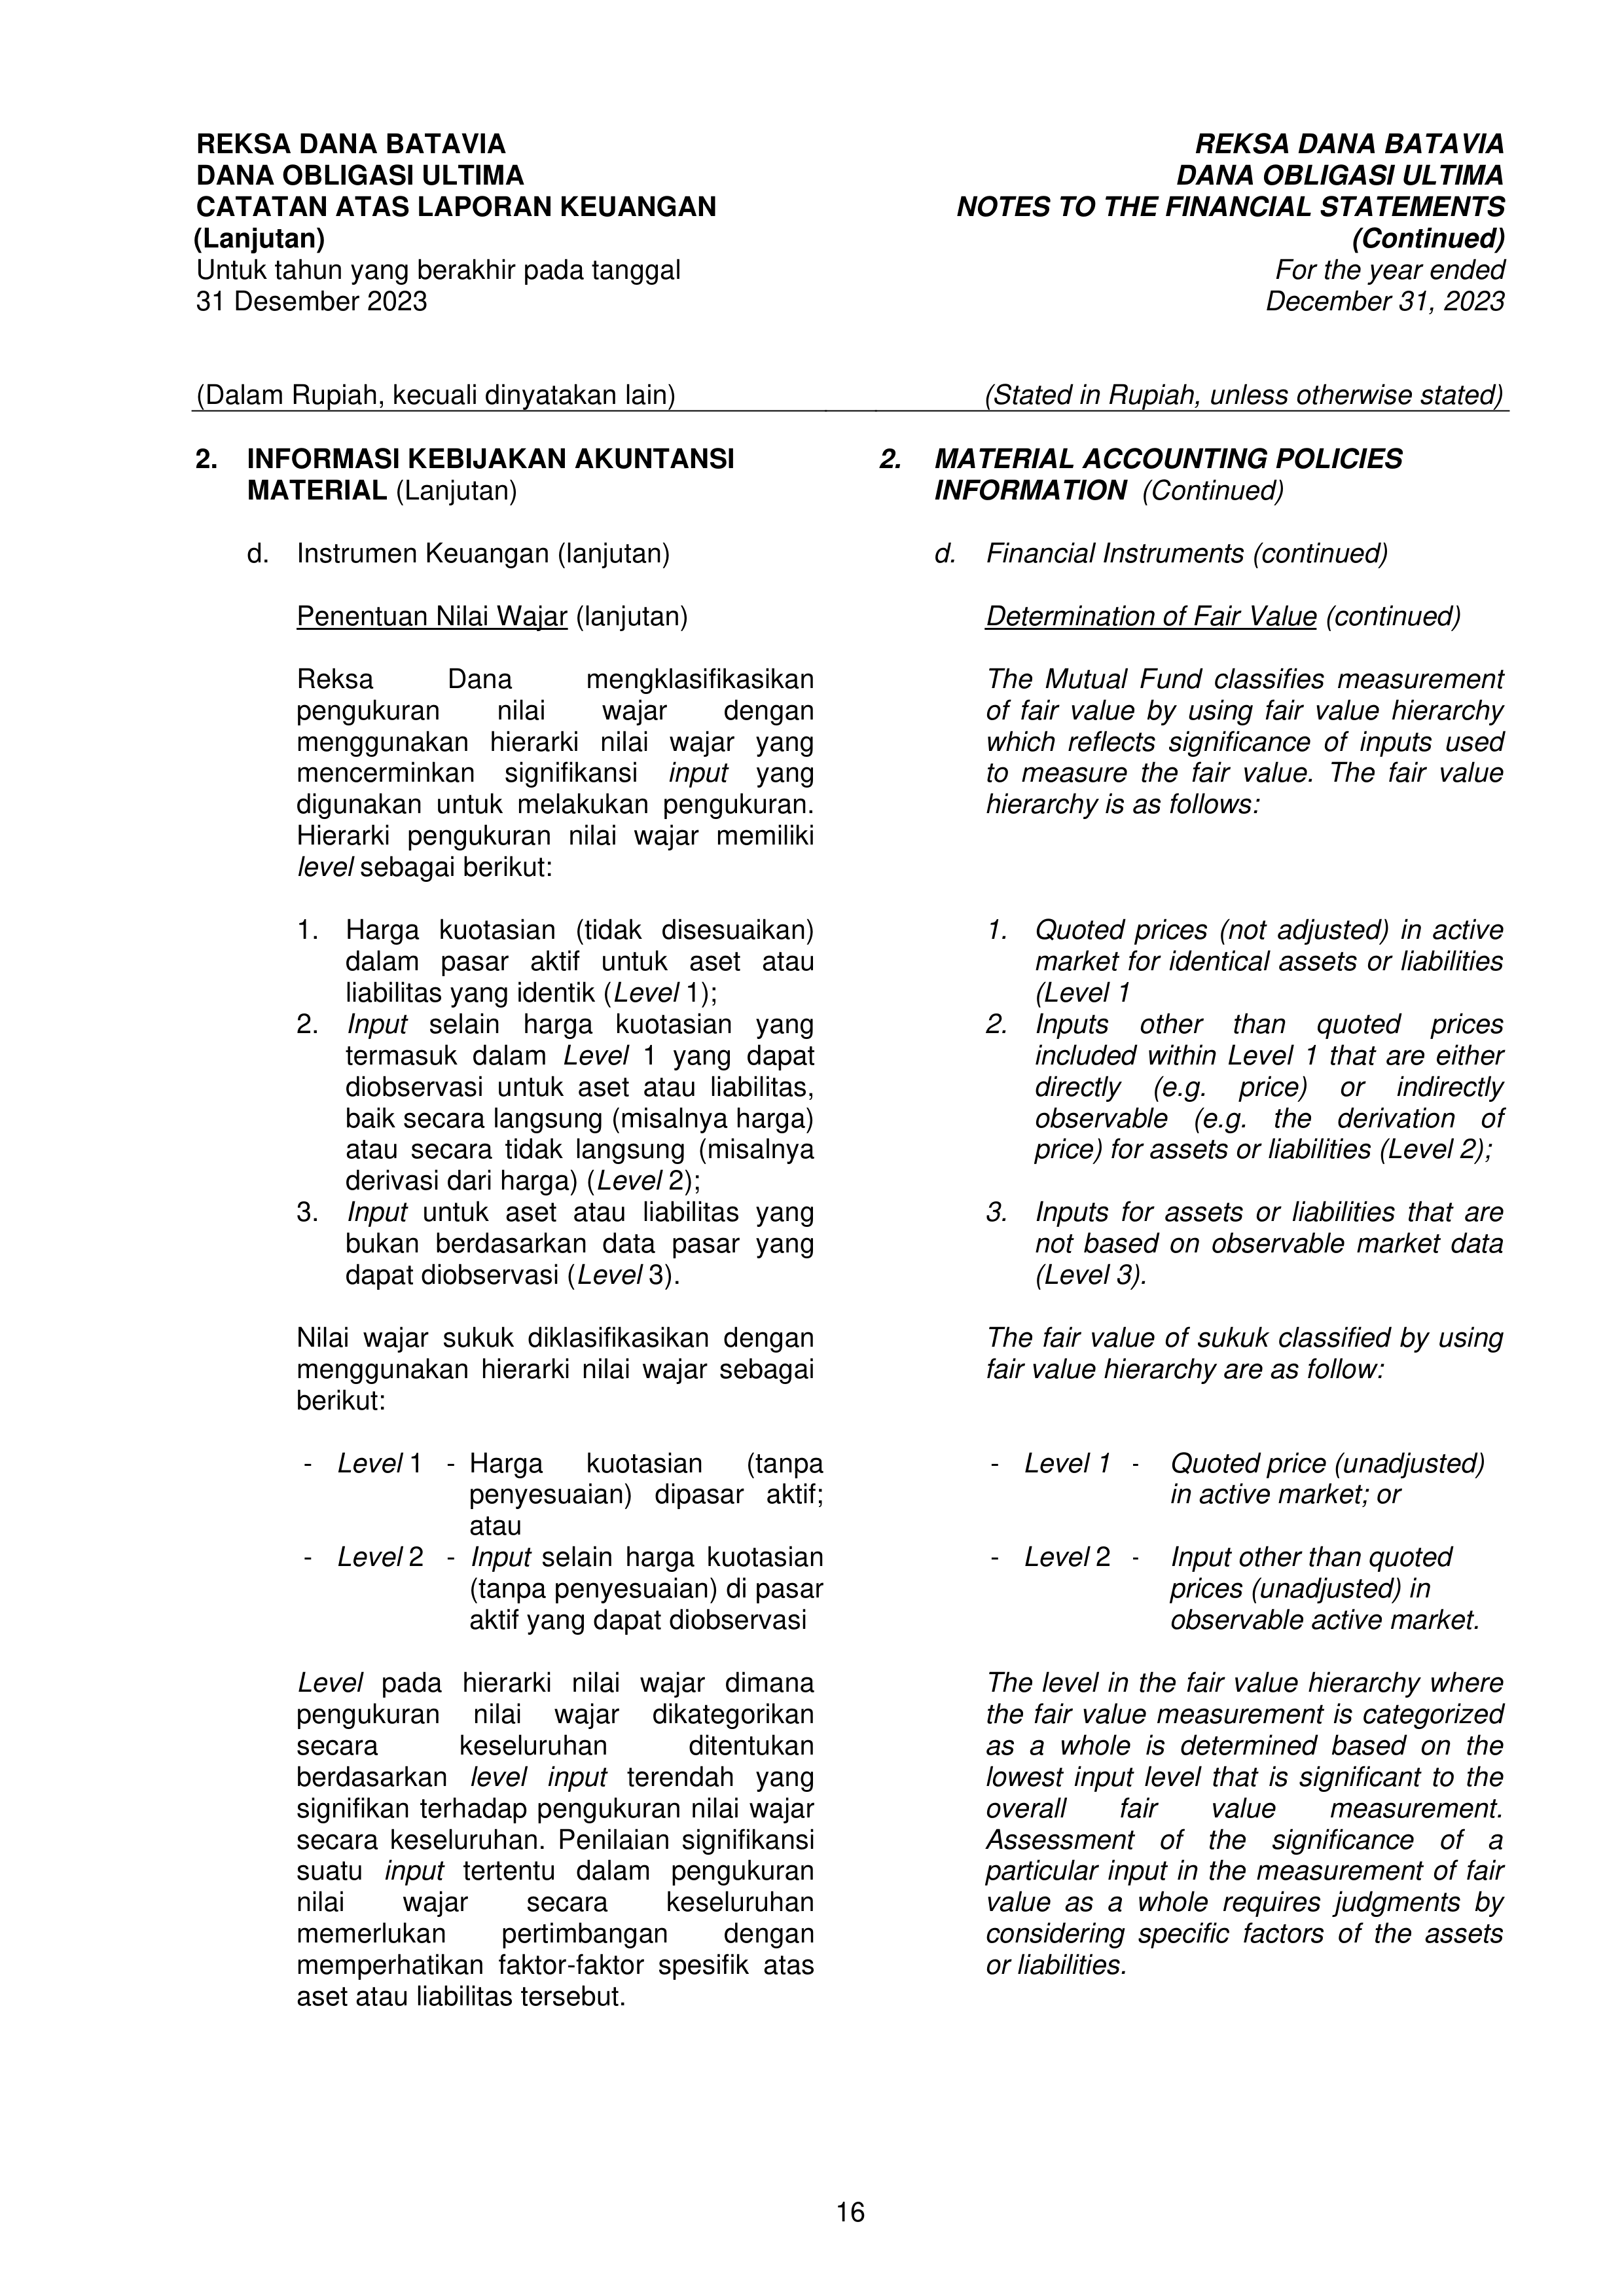 REKSA DANA BATAVIA
DANA OBLIGASI ULTIMA
CATATAN ATAS LAPORAN KEUANGAN
(Lanjutan)
Untuk tahun yang berakhir pada tanggal
31 Desember 2023
(Dalam Rupiah, kecuali dinyatakan lain)
REKSA DANA BATAVIA
DANA OBLIGASI ULTIMA
NOTES TO THE FINANCIAL STATEMENTS
(Continued)
For the year ended
December 31, 2023
(Stated in Rupiah, unless otherwise stated)
2. INFORMASI KEBIJAKAN AKUNTANSI
MATERIAL (Lanjutan)
d. Instrumen Keuangan (lanjutan)
Penentuan Nilai Wajar (lanjutan)
Reksa Dana mengklasifikasikan
pengukuran nilai wajar dengan
menggunakan hierarki nilai wajar yang
mencerminkan signifikansi input yang
digunakan untuk melakukan pengukuran.
Hierarki pengukuran nilai wajar memiliki
level sebagai berikut:
1. Harga kuotasian (tidak disesuaikan)
dalam pasar aktif untuk aset atau
liabilitas yang identik (Level 1);
2. Input selain harga kuotasian yang
termasuk dalam Level 1 yang dapat
diobservasi untuk aset atau liabilitas,
baik secara langsung (misalnya harga)
atau secara tidak langsung (misalnya
derivasi dari harga) (Level 2);
3. Input untuk aset atau liabilitas yang
bukan berdasarkan data pasar yang
dapat diobservasi (Level 3).
Nilai wajar sukuk diklasifikasikan dengan
menggunakan hierarki nilai wajar sebagai
berikut:
- Level 1 - Harga kuotasian (tanpa
penyesuaian) dipasar aktif;
atau
- Level 2 - Input selain harga kuotasian
(tanpa penyesuaian) di pasar
aktif yang dapat diobservasi
Level pada hierarki nilai wajar dimana
pengukuran nilai wajar dikategorikan
secara keseluruhan ditentukan
berdasarkan level input terendah yang
signifikan terhadap pengukuran nilai wajar
secara keseluruhan. Penilaian signifikansi
suatu input tertentu dalam pengukuran
nilai wajar secara keseluruhan
memerlukan pertimbangan dengan
memperhatikan faktor-faktor spesifik atas
aset atau liabilitas tersebut.
2. MATERIAL ACCOUNTING POLICIES
INFORMATION (Continued)
d. Financial Instruments (continued)
Determination of Fair Value (continued)
The Mutual Fund classifies measurement
of fair value by using fair value hierarchy
which reflects significance of inputs used
to measure the fair value. The fair value
hierarchy is as follows:
1. Quoted prices (not adjusted) in active
market for identical assets or liabilities
(Level 1
2. Inputs other than quoted prices
included within Level 1 that are either
directly (e.g. price) or indirectly
observable (e.g. the derivation of
price) for assets or liabilities (Level 2);
3. Inputs for assets or liabilities that are
not based on observable market data
(Level 3).
The fair value of sukuk classified by using
fair value hierarchy are as follow:
- Level 1 - Quoted price (unadjusted)
in active market; or
- Level 2 - Input other than quoted
prices (unadjusted) in
observable active market.
The level in the fair value hierarchy where
the fair value measurement is categorized
as a whole is determined based on the
lowest input level that is significant to the
overall fair value measurement.
Assessment of the significance of a
particular input in the measurement of fair
value as a whole requires judgments by
considering specific factors of the assets
or liabilities.
16